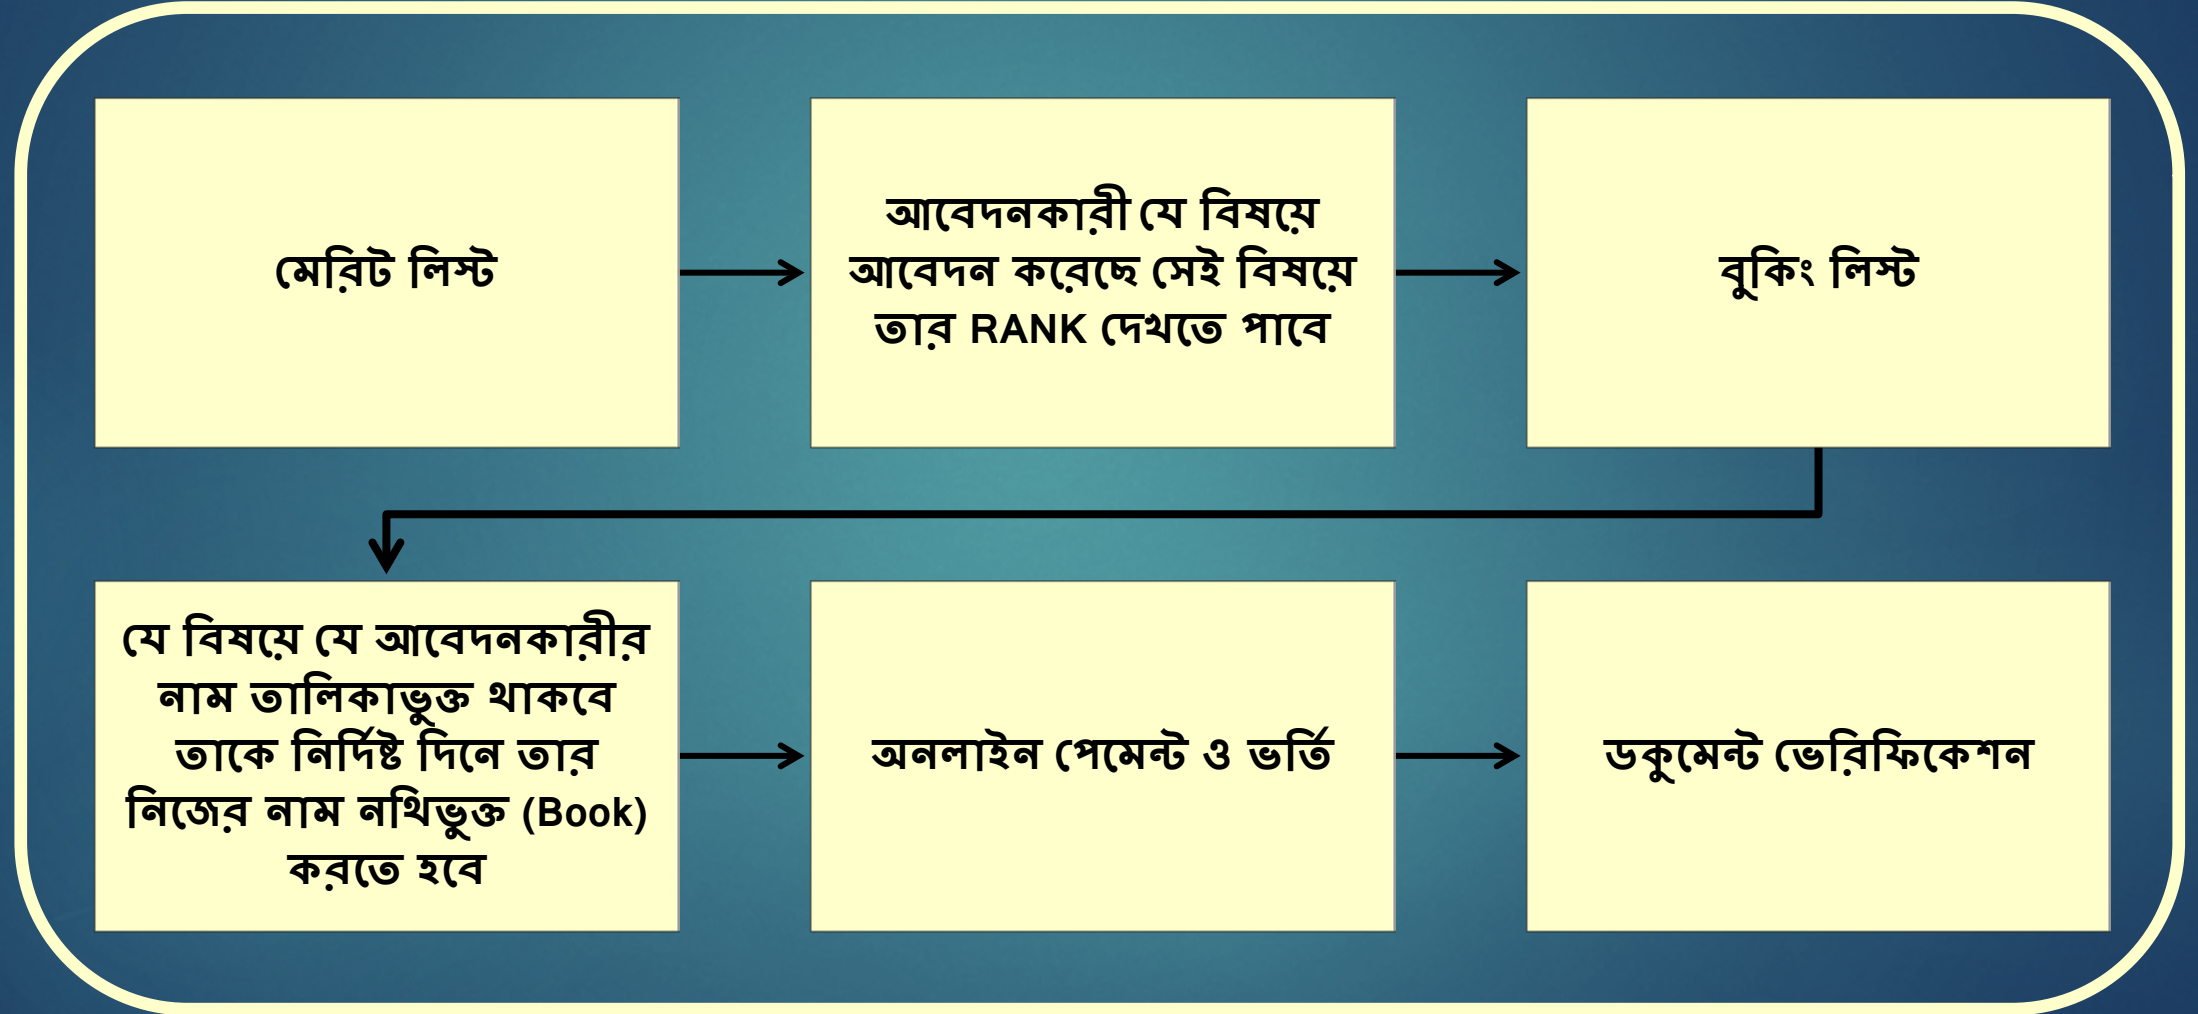 মেরিট লিস্ট
আবেদনকারী যে বিষয়ে
আবেদন করেছে সেই বিষয়ে
তার RANK দেখতে পাবে
বুকিং লিস্ট
যে বিষয়ে যে আবেদনকারীর
নাম তালিকাভুক্ত থাকবে
তাকে নির্দিষ্ট দিনে তার
নিজের নাম নথিভুক্ত (Book)
করতে হবে
অনলাইন পেমেন্ট ও ভর্তি
ডকুমেন্ট ভেরিফিকেশন